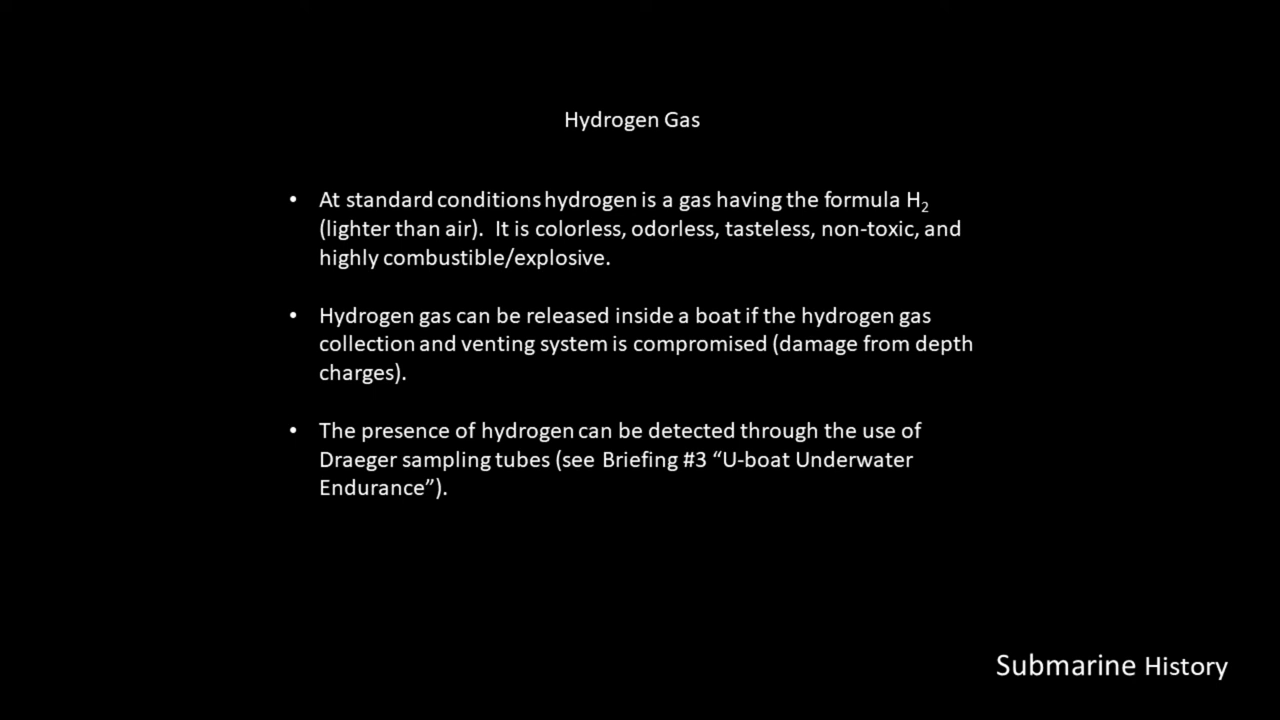 Hydrogen Gas
• At standard conditions hydrogen is a gas having the formula H₂
(lighter than air). It is colorless, odorless, tasteless, non-toxic, and
highly combustible/explosive.
• Hydrogen gas can be released inside a boat if the hydrogen gas
collection and venting system is compromised (damage from depth
charges).
• The presence of hydrogen can be detected through the use of
Draeger sampling tubes (see Briefing #3 “U-boat Underwater
Endurance”).
Submarine History